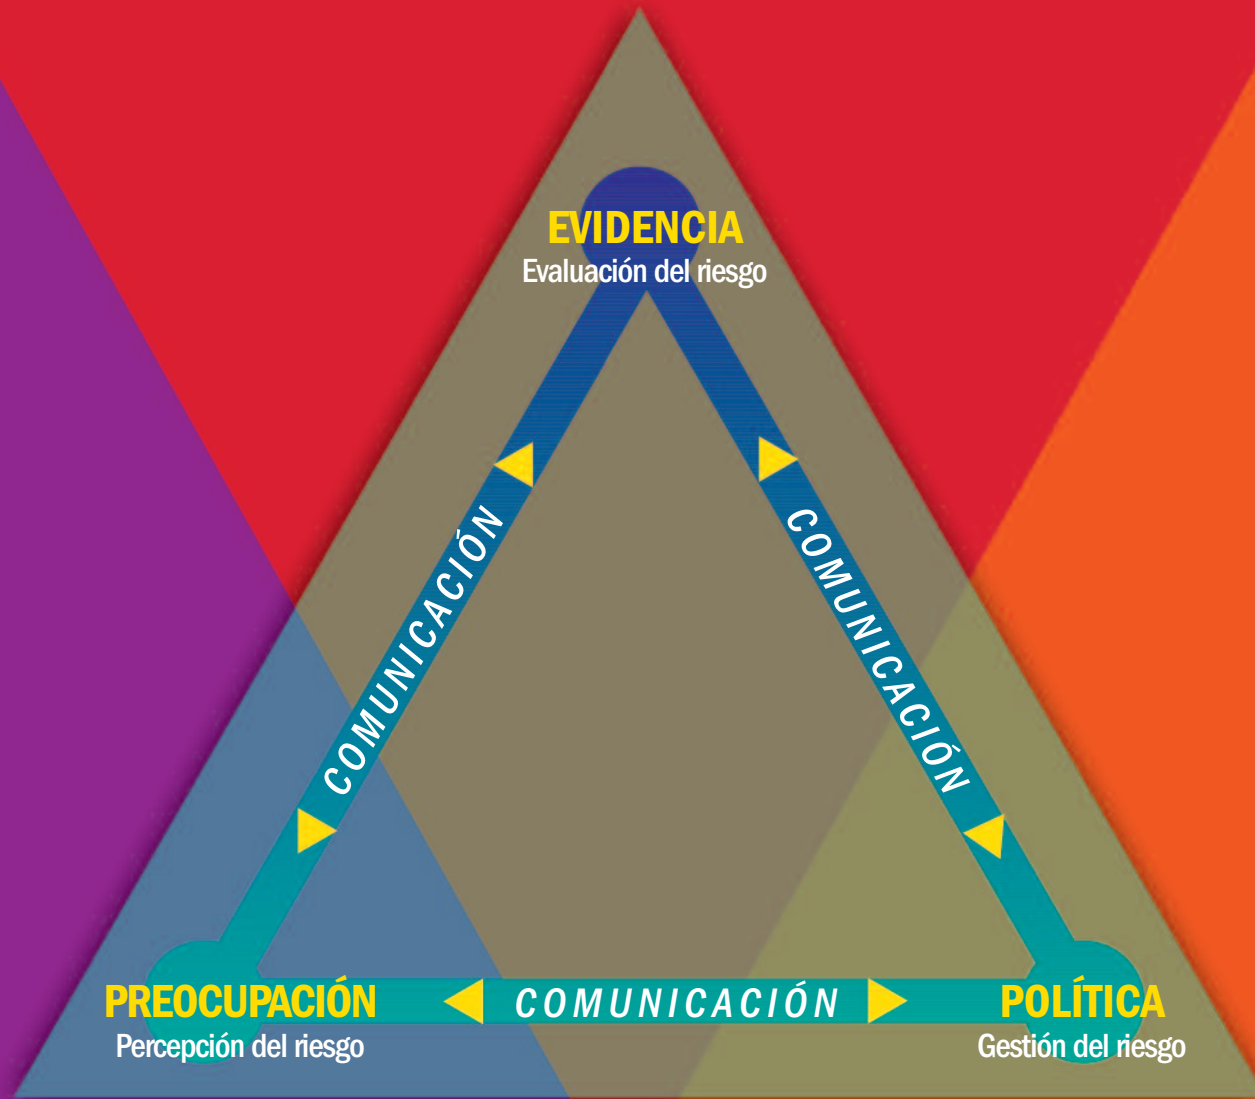 EVIDENCIA
Evaluación del riesgo
COMUNICACIÓN
COMUNICACIÓN
PREOCUPACIÓN
Percepción del riesgo
COMUNICACIÓN
POLÍTICA
Gestión del riesgo